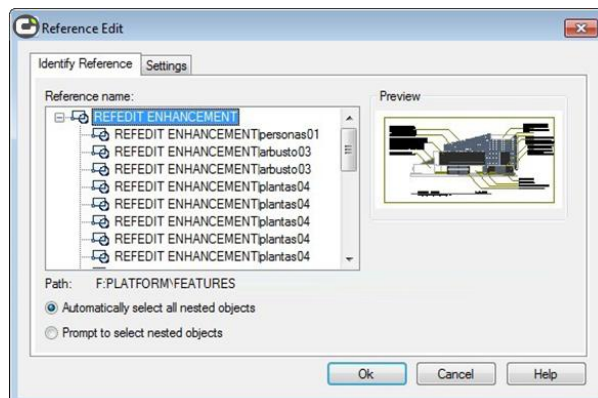 Reference Edit
Identify Reference
Settings
Reference name:
Preview
REFEDIT ENHANCEMENT
REFEDIT ENHANCEMENT|personas01
REFEDIT ENHANCEMENT|arbusto03
REFEDIT ENHANCEMENT|arbusto03
REFEDIT ENHANCEMENT|plantas04
REFEDIT ENHANCEMENT|plantas04
REFEDIT ENHANCEMENT|plantas04
REFEDIT ENHANCEMENT|plantas04
REFEDIT ENHANCEMENT|plantas04
Path: F:PLATFORM\FEATURES
Automatically select all nested objects
Prompt to select nested objects
Ok
Cancel
Help